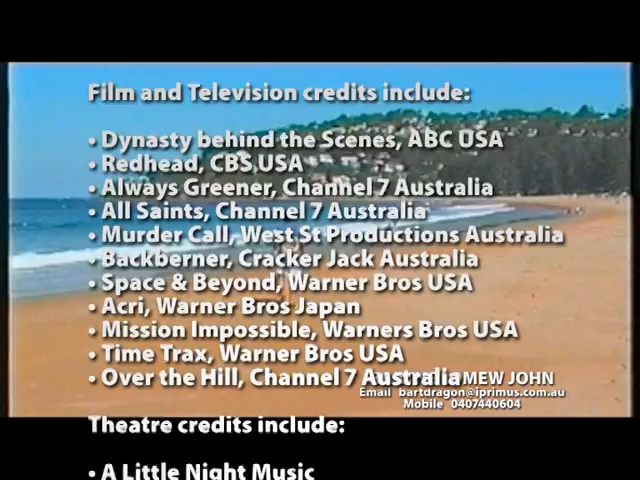 Film and Television credits include:
• Dynasty behind the Scenes, ABC USA
• Redhead, CBS USA
• Always Greener, Channel 7 Australia
• All Saints, Channel 7 Australia
• Murder Call, West St Productions Australia
• Backberner, Cracker Jack Australia
• Space & Beyond, Warner Bros USA
• Acri, Warner Bros Japan
• Mission Impossible, Warners Bros USA
• Time Trax, Warner Bros USA
• Over the Hill, Channel 7 Australia
MEW JOHN
Email bartdragon@iprimus.com.au
Mobile 0407440604
Theatre credits include:
• A Little Night Music